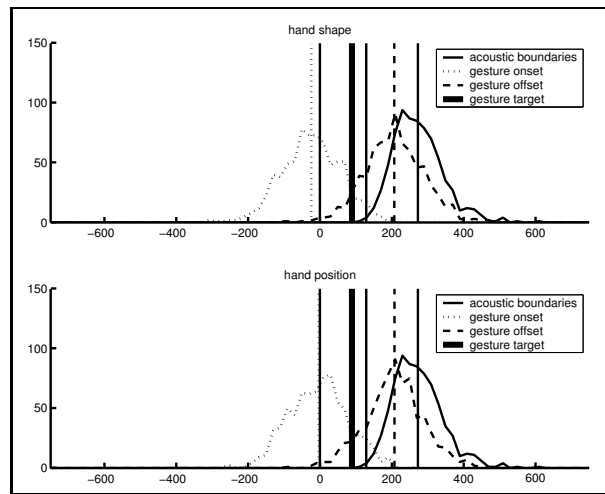 hand shape
150
100
50
0
acoustic boundaries
gesture onset
gesture offset
gesture target
−600 −400 −200 0 200 400 600
hand position
150
100
50
0
acoustic boundaries
gesture onset
gesture offset
gesture target
−600 −400 −200 0 200 400 600